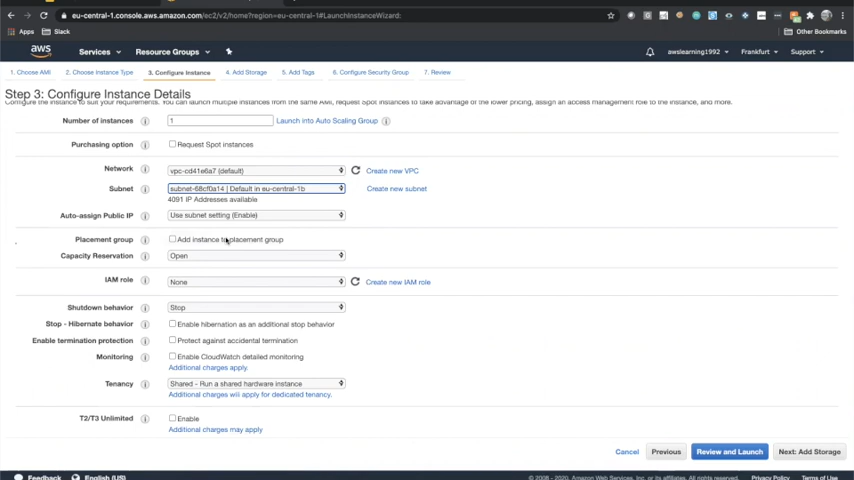 eu-central-1.console.aws.amazon.com/ec2/v2/home?region=eu-central-1#LaunchInstanceWizard:
Apps Slack Other Bookmarks
aws Services Resource Groups awslearning1992 Frankfurt Support
1. Choose AMI 2. Choose Instance Type 3. Configure Instance 4. Add Storage 5. Add Tags 6. Configure Security Group 7. Review
Step 3: Configure Instance Details
Configure the instance to suit your requirements. You can launch multiple instances from the same AMI, request Spot instances to take advantage of the lower pricing, assign an access management role to the instance, and more.
Number of instances 1 Launch into Auto Scaling Group
Purchasing option Request Spot instances
Network vpc-cd41e6a7 (default) Create new VPC
Subnet subnet-68cf0a14 | Default in eu-central-1b Create new subnet
4091 IP Addresses available
Auto-assign Public IP Use subnet setting (Enable)
Placement group Add instance to placement group
Capacity Reservation Open
IAM role None Create new IAM role
Shutdown behavior Stop
Stop - Hibernate behavior Enable hibernation as an additional stop behavior
Enable termination protection Protect against accidental termination
Monitoring Enable CloudWatch detailed monitoring
Additional charges apply.
Tenancy Shared - Run a shared hardware instance
Additional charges will apply for dedicated tenancy.
T2/T3 Unlimited Enable
Additional charges may apply
Cancel Previous Review and Launch Next: Add Storage
Feedback English (US) © 2008 - 2020, Amazon Web Services, Inc. or its affiliates. All rights reserved. Privacy Policy Terms of Use